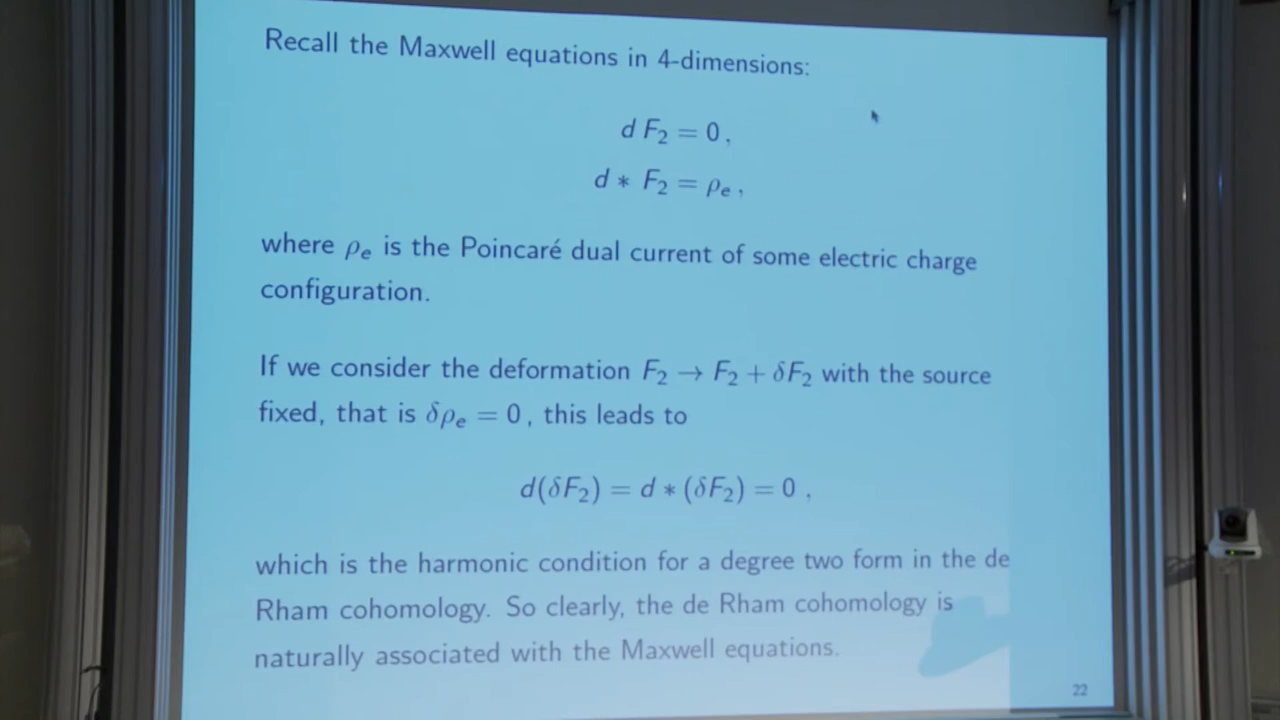 Recall the Maxwell equations in 4-dimensions:
d F₂ = 0 ,
d ∗ F₂ = ρₑ ,
where ρₑ is the Poincaré dual current of some electric charge
configuration.
If we consider the deformation F₂ → F₂ + δF₂ with the source
fixed, that is δρₑ = 0 , this leads to
d(δF₂) = d ∗ (δF₂) = 0 ,
which is the harmonic condition for a degree two form in the de
Rham cohomology. So clearly, the de Rham cohomology is
naturally associated with the Maxwell equations.
22